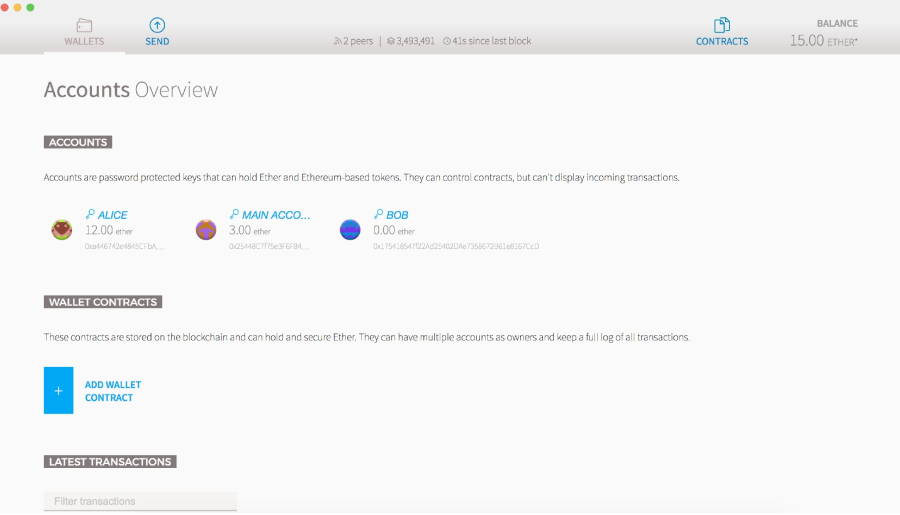 WALLETS
SEND
2 peers | 3,493,491 41s since last block
CONTRACTS
BALANCE
15.00 ETHER*
Accounts Overview
ACCOUNTS
Accounts are password protected keys that can hold Ether and Ethereum-based tokens. They can control contracts, but can't display incoming transactions.
ALICE
12.00 ether
MAIN ACCO...
3.00 ether
BOB
0.00 ether
WALLET CONTRACTS
These contracts are stored on the blockchain and can hold and secure Ether. They can have multiple accounts as owners and keep a full log of all transactions.
+
ADD WALLET
CONTRACT
LATEST TRANSACTIONS
Filter transactions